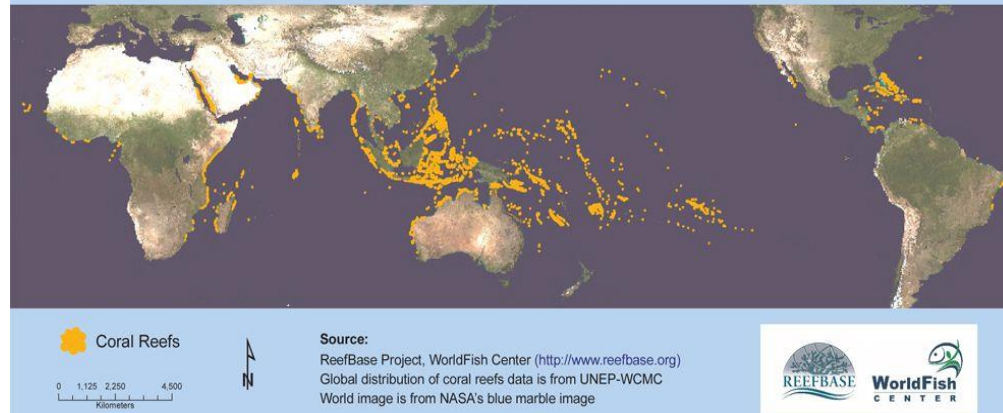 Coral Reefs
0 1,125 2,250 4,500
Kilometers
N
Source:
ReefBase Project, WorldFish Center (http://www.reefbase.org)
Global distribution of coral reefs data is from UNEP-WCMC
World image is from NASA's blue marble image
REEFBASE
WorldFish
CENTER